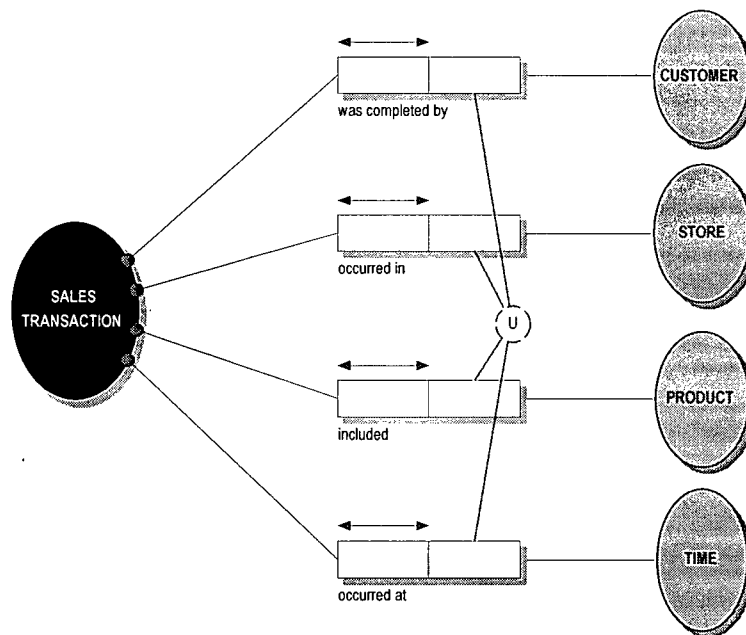 CUSTOMER
was completed by
STORE
occurred in
SALES
TRANSACTION
U
PRODUCT
included
TIME
occurred at